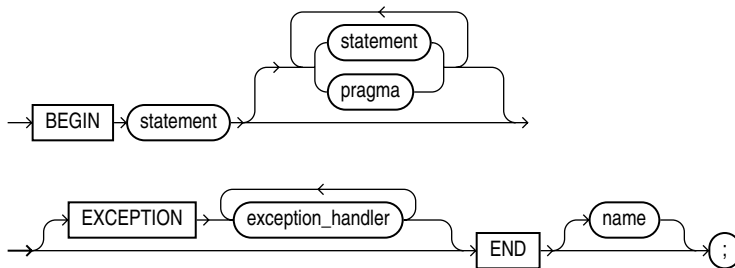 statement
pragma
BEGIN statement
EXCEPTION exception_handler END name ;